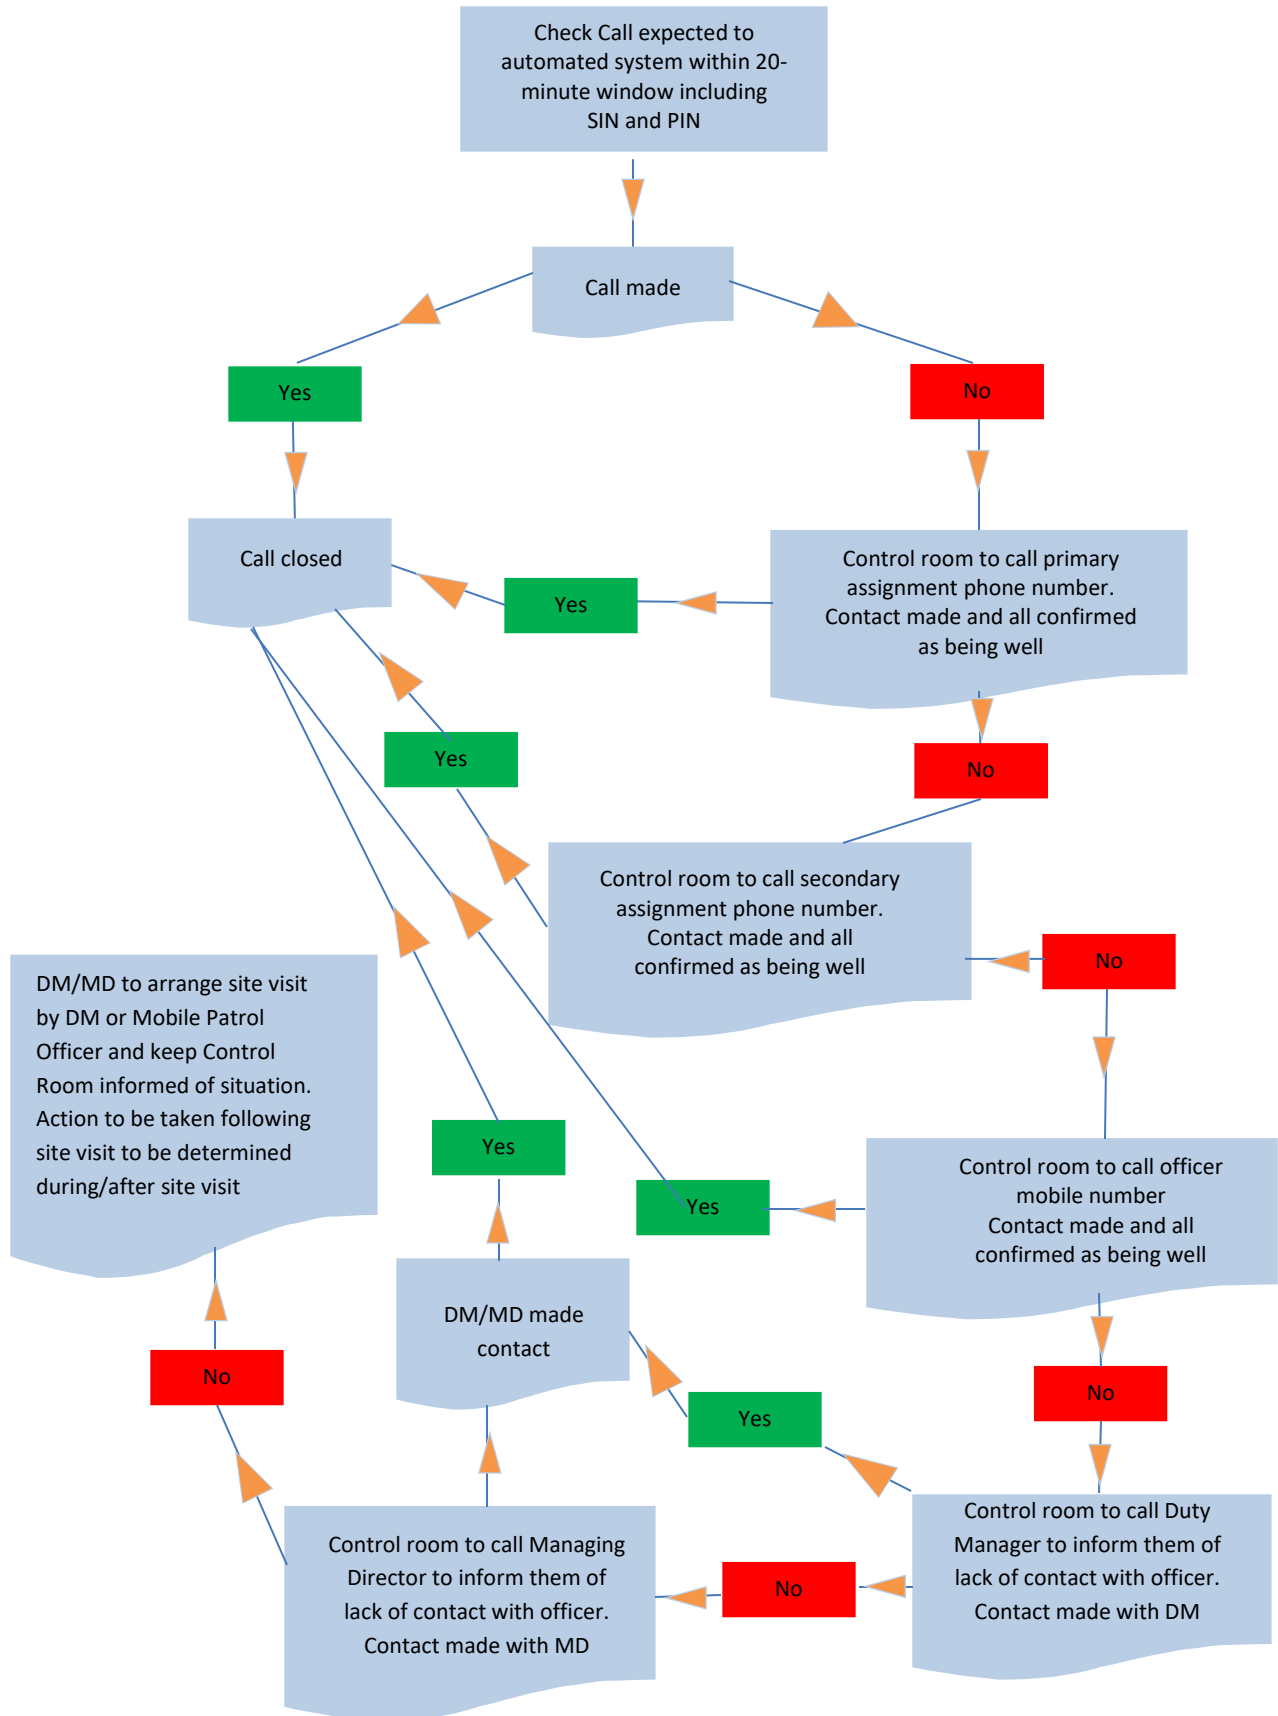 Check Call expected to
automated system within 20-
minute window including
SIN and PIN
Call made
Yes
No
Call closed
Control room to call primary
assignment phone number.
Contact made and all confirmed
as being well
Yes
Yes
No
Control room to call secondary
assignment phone number.
Contact made and all
confirmed as being well
No
DM/MD to arrange site visit
by DM or Mobile Patrol
Officer and keep Control
Room informed of situation.
Action to be taken following
site visit to be determined
during/after site visit
Yes
Control room to call officer
mobile number
Contact made and all
confirmed as being well
Yes
DM/MD made
contact
No
No
Yes
Control room to call Duty
Manager to inform them of
lack of contact with officer.
Contact made with DM
Control room to call Managing
Director to inform them of
lack of contact with officer.
Contact made with MD
No